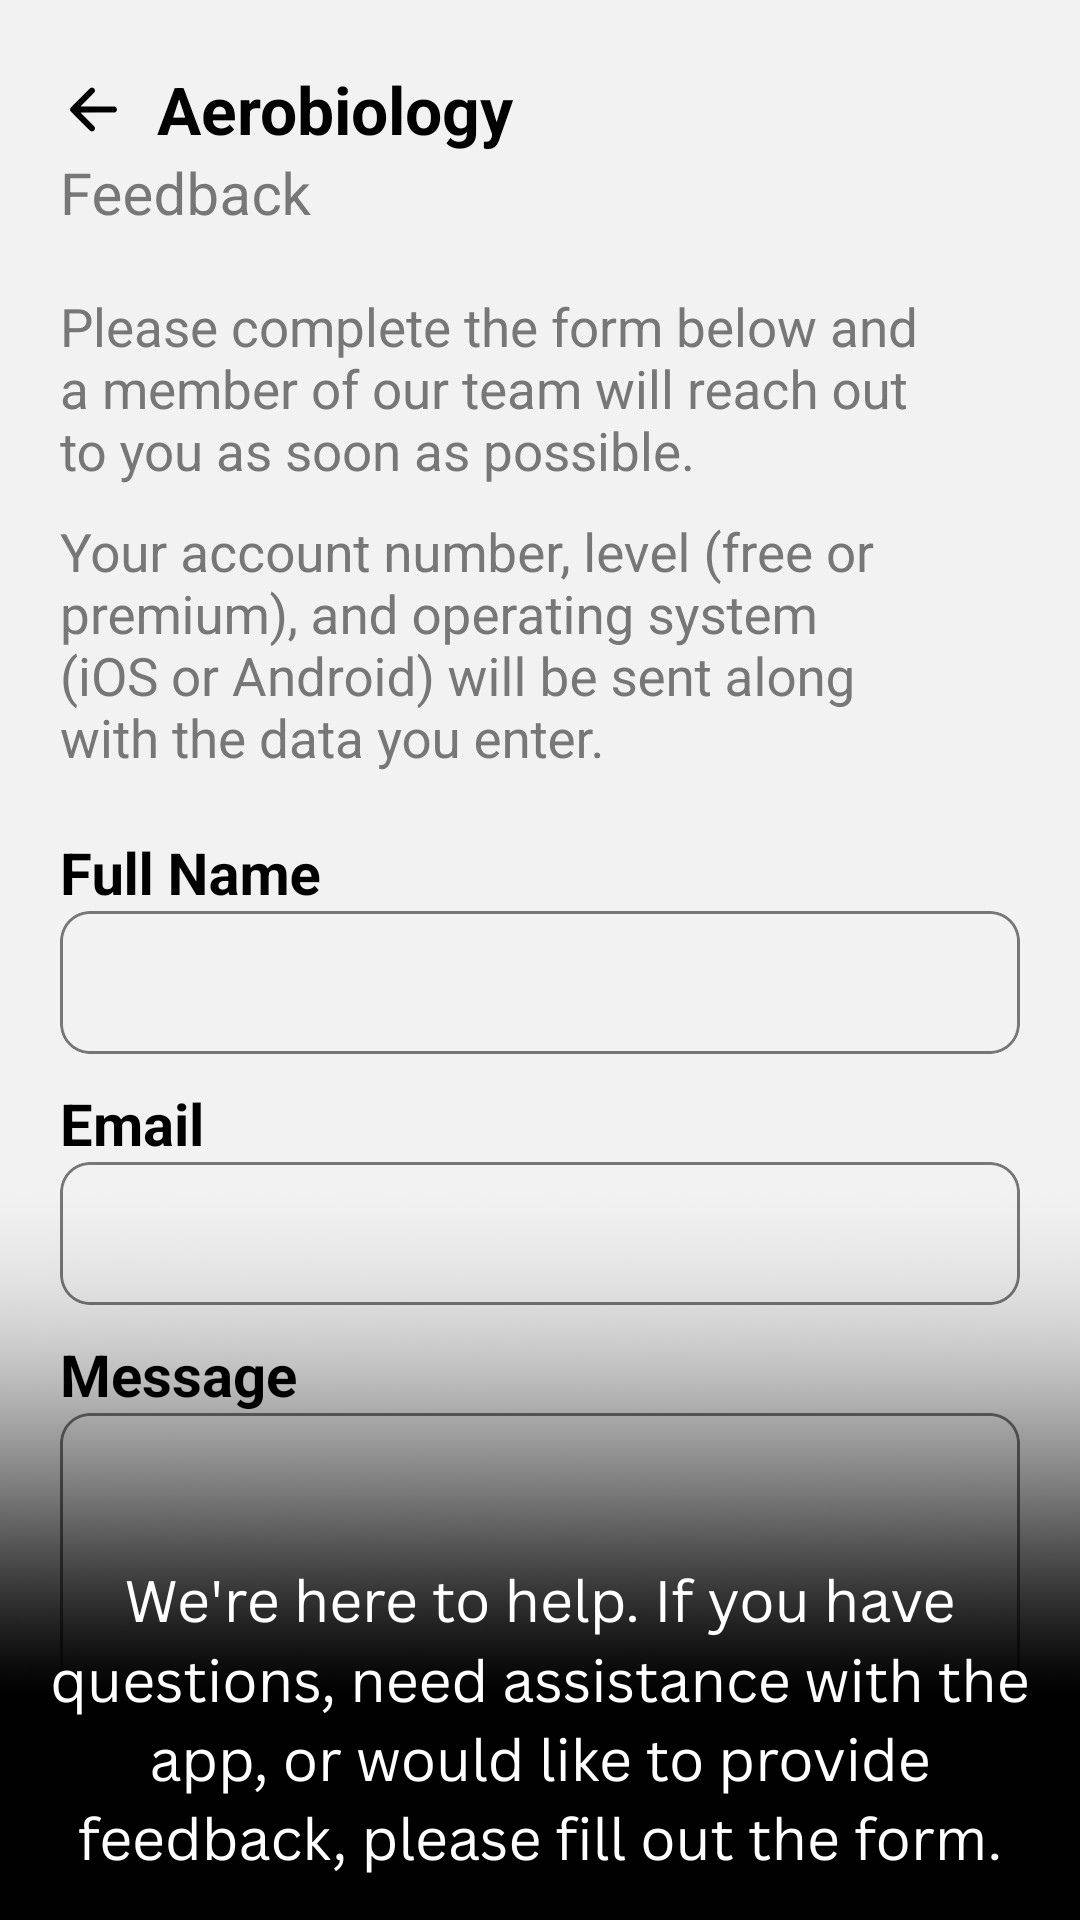 Aerobiology
Feedback
Please complete the form below and
a member of our team will reach out
to you as soon as possible.
Your account number, level (free or
premium), and operating system
(iOS or Android) will be sent along
with the data you enter.
Full Name
Email
Message
We're here to help. If you have
questions, need assistance with the
app, or would like to provide
feedback, please fill out the form.